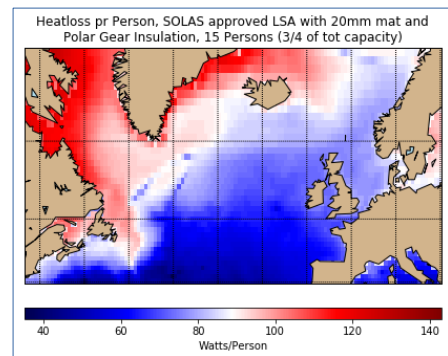 Heatloss pr Person, SOLAS approved LSA with 20mm mat and
Polar Gear Insulation, 15 Persons (3/4 of tot capacity)
40 60 80 100 120 140
Watts/Person